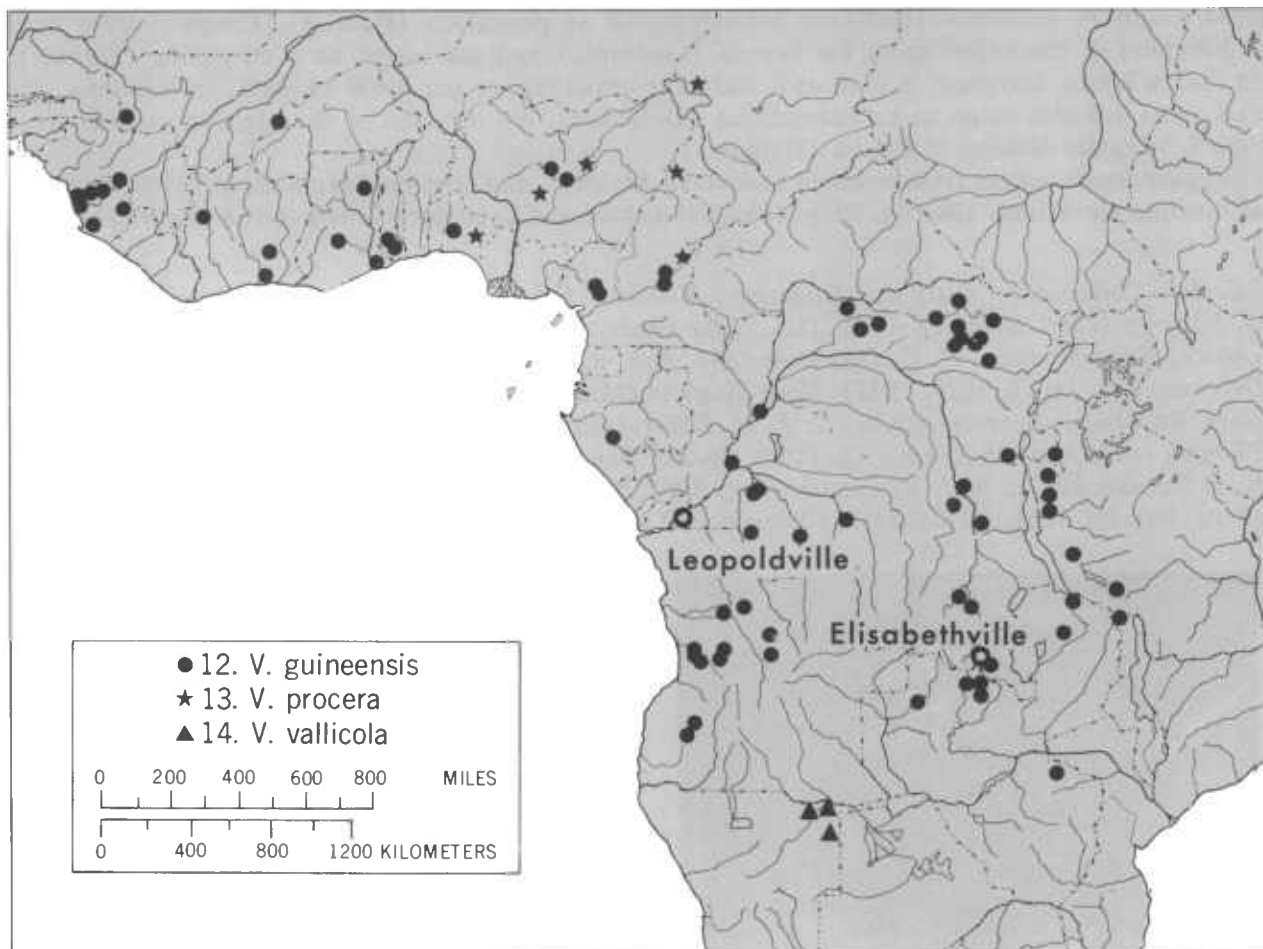 Leopoldville
Elisabethville
● 12. V. guineensis
★ 13. V. procera
▲ 14. V. vallicola
0 200 400 600 800 MILES
0 400 800 1200 KILOMETERS